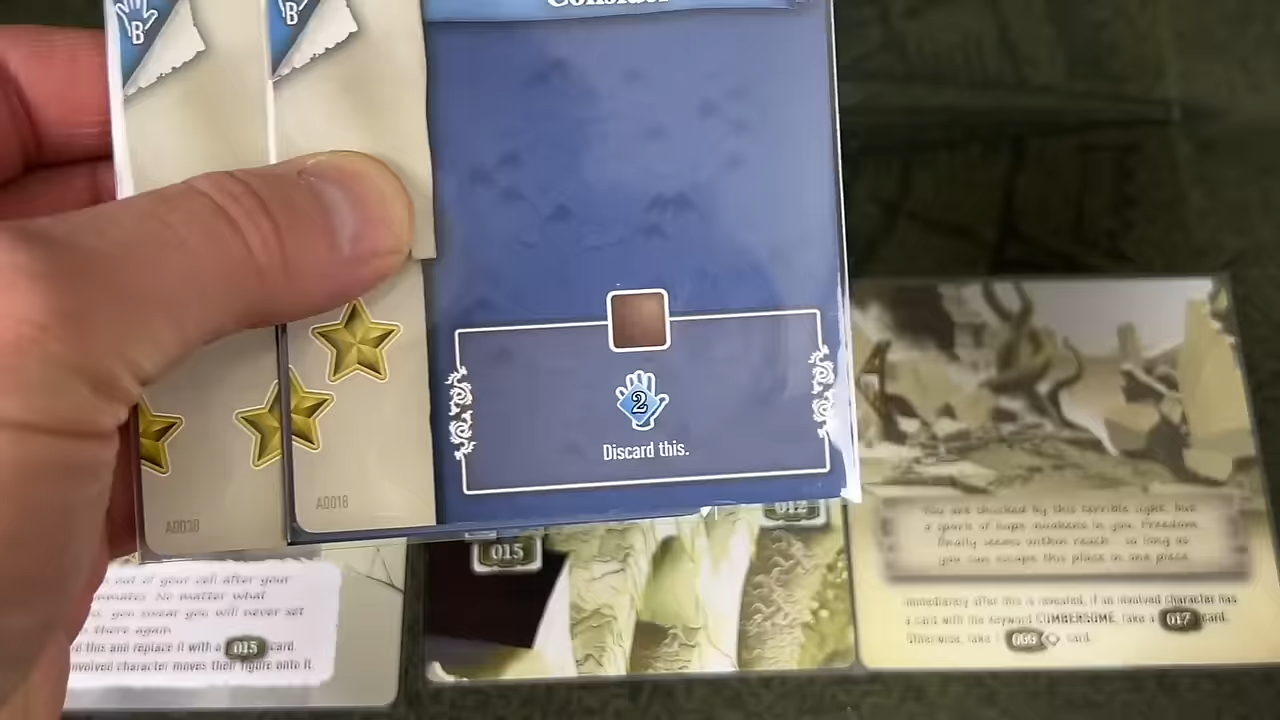 B
B
Consider
2
Discard this.
A0018
A0030
015
012
out of your cell after your
No matter what
you swear you will never set
there again
this and replace it with a 015 card.
involved character moves their figure onto it.
You are shocked by this terrible sight, but
a spark of hope awakens in you. Freedom
finally seems within reach so long as
you can escape this place in one piece
Immediately after this is revealed, if an involved character has
a card with the keyword CUMBERSOME, take a 017 card.
Otherwise, take 1 card.